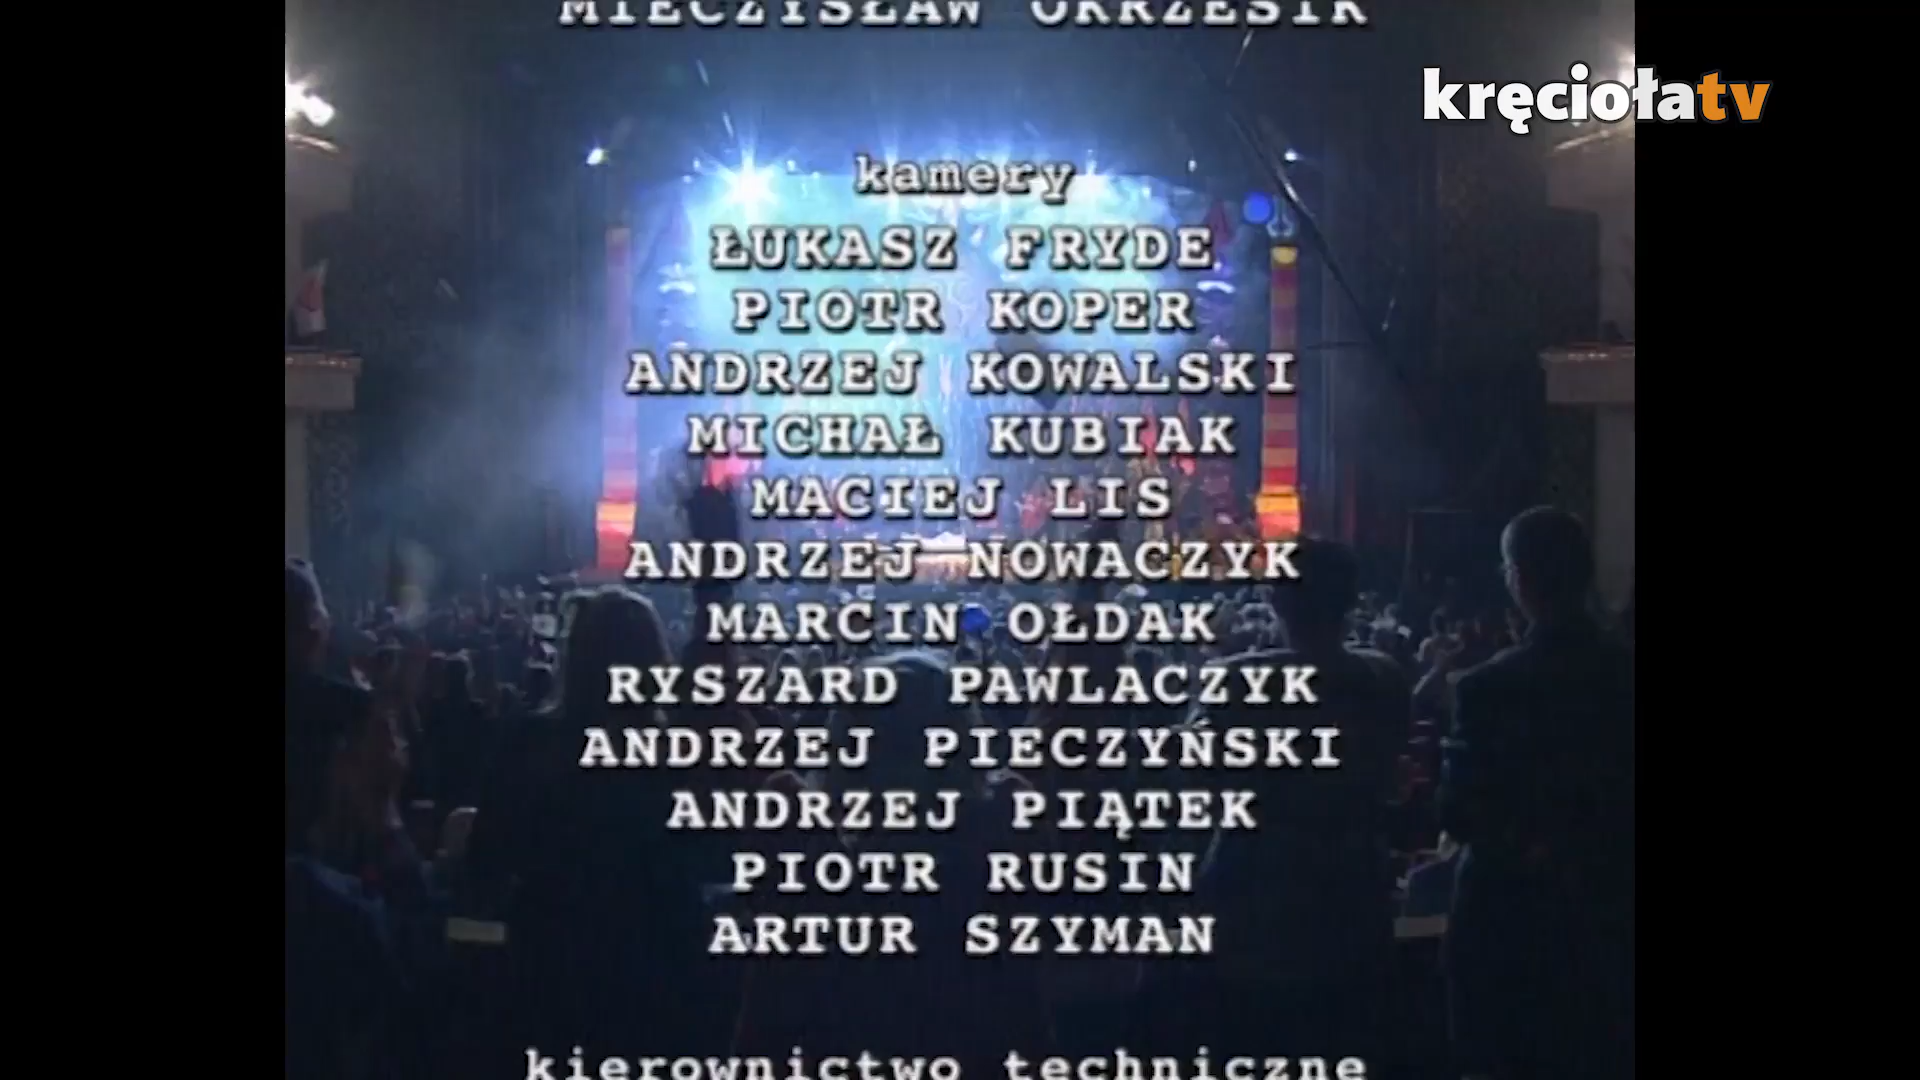 MIECZYSŁAW OKRZESIK
kręciołatv
kamery
ŁUKASZ FRYDE
PIOTR KOPER
ANDRZEJ KOWALSKI
MICHAŁ KUBIAK
MACIEJ LIS
ANDRZEJ NOWACZYK
MARCIN OŁDAK
RYSZARD PAWLACZYK
ANDRZEJ PIECZYŃSKI
ANDRZEJ PIĄTEK
PIOTR RUSIN
ARTUR SZYMAN
kierownictwo techniczne